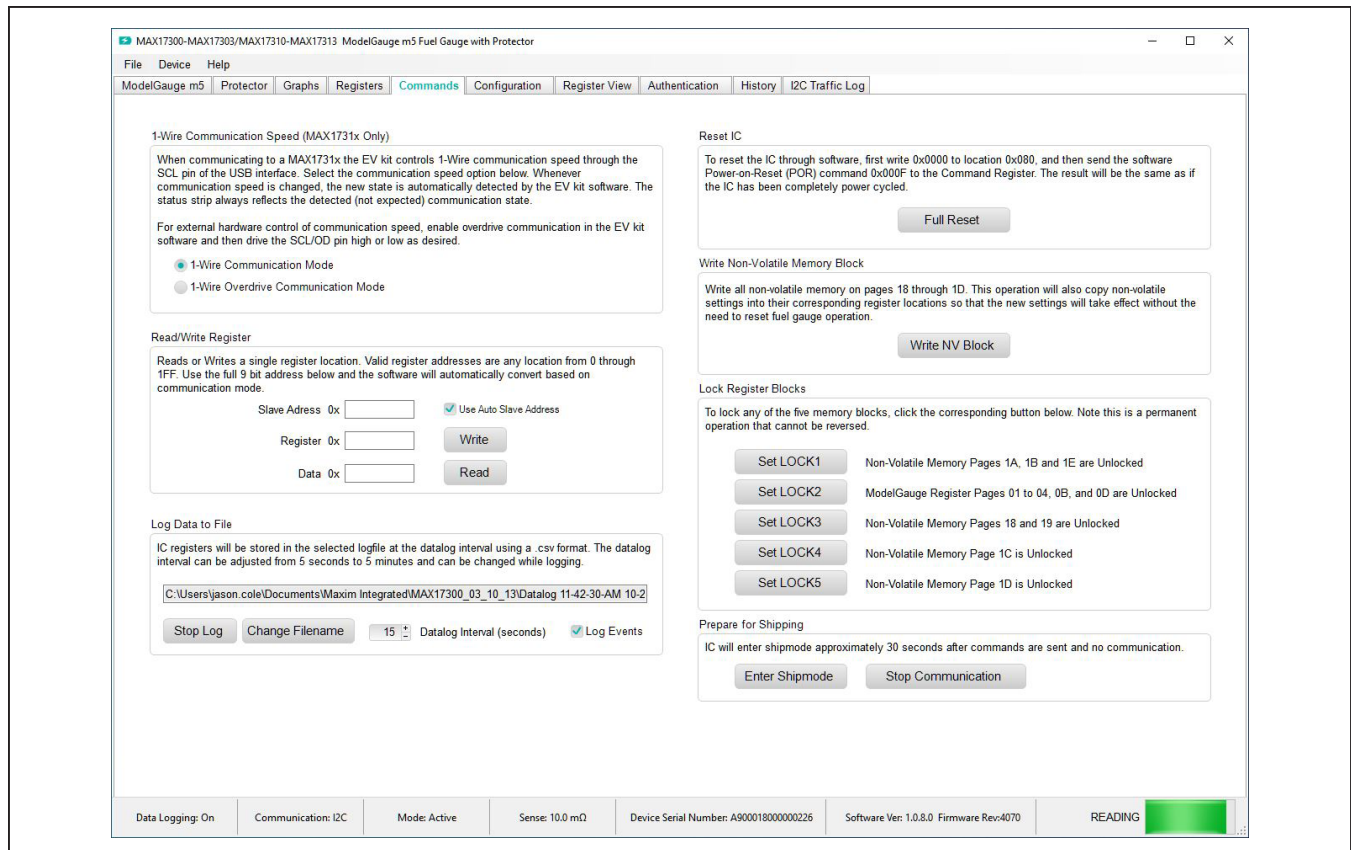 MAX17300-MAX17303/MAX17310-MAX17313 ModelGauge m5 Fuel Gauge with Protector
File Device Help
ModelGauge m5 Protector Graphs Registers Commands Configuration Register View Authentication History I2C Traffic Log
1-Wire Communication Speed (MAX1731x Only)
When communicating to a MAX1731x the EV kit controls 1-Wire communication speed through the
SCL pin of the USB interface. Select the communication speed option below. Whenever
communication speed is changed, the new state is automatically detected by the EV kit software. The
status strip always reflects the detected (not expected) communication state.
For external hardware control of communication speed, enable overdrive communication in the EV kit
software and then drive the SCL/OD pin high or low as desired.
1-Wire Communication Mode
1-Wire Overdrive Communication Mode
Read/Write Register
Reads or Writes a single register location. Valid register addresses are any location from 0 through
1FF. Use the full 9 bit address below and the software will automatically convert based on
communication mode.
Slave Adress 0x
Use Auto Slave Address
Register 0x
Write
Data 0x
Read
Log Data to File
IC registers will be stored in the selected logfile at the datalog interval using a .csv format. The datalog
interval can be adjusted from 5 seconds to 5 minutes and can be changed while logging.
C:\Users\jason.cole\Documents\Maxim Integrated\MAX17300_03_10_13\Datalog 11-42-30-AM 10-2
Stop Log Change Filename 15 Datalog Interval (seconds) Log Events
Reset IC
To reset the IC through software, first write 0x0000 to location 0x080, and then send the software
Power-on-Reset (POR) command 0x000F to the Command Register. The result will be the same as if
the IC has been completely power cycled.
Full Reset
Write Non-Volatile Memory Block
Write all non-volatile memory on pages 18 through 1D. This operation will also copy non-volatile
settings into their corresponding register locations so that the new settings will take effect without the
need to reset fuel gauge operation.
Write NV Block
Lock Register Blocks
To lock any of the five memory blocks, click the corresponding button below. Note this is a permanent
operation that cannot be reversed.
Set LOCK1 Non-Volatile Memory Pages 1A, 1B and 1E are Unlocked
Set LOCK2 ModelGauge Register Pages 01 to 04, 0B, and 0D are Unlocked
Set LOCK3 Non-Volatile Memory Pages 18 and 19 are Unlocked
Set LOCK4 Non-Volatile Memory Page 1C is Unlocked
Set LOCK5 Non-Volatile Memory Page 1D is Unlocked
Prepare for Shipping
IC will enter shipmode approximately 30 seconds after commands are sent and no communication.
Enter Shipmode Stop Communication
Data Logging: On Communication: I2C Mode: Active Sense: 10.0 mΩ Device Serial Number: A900018000000226 Software Ver: 1.0.8.0 Firmware Rev:4070 READING